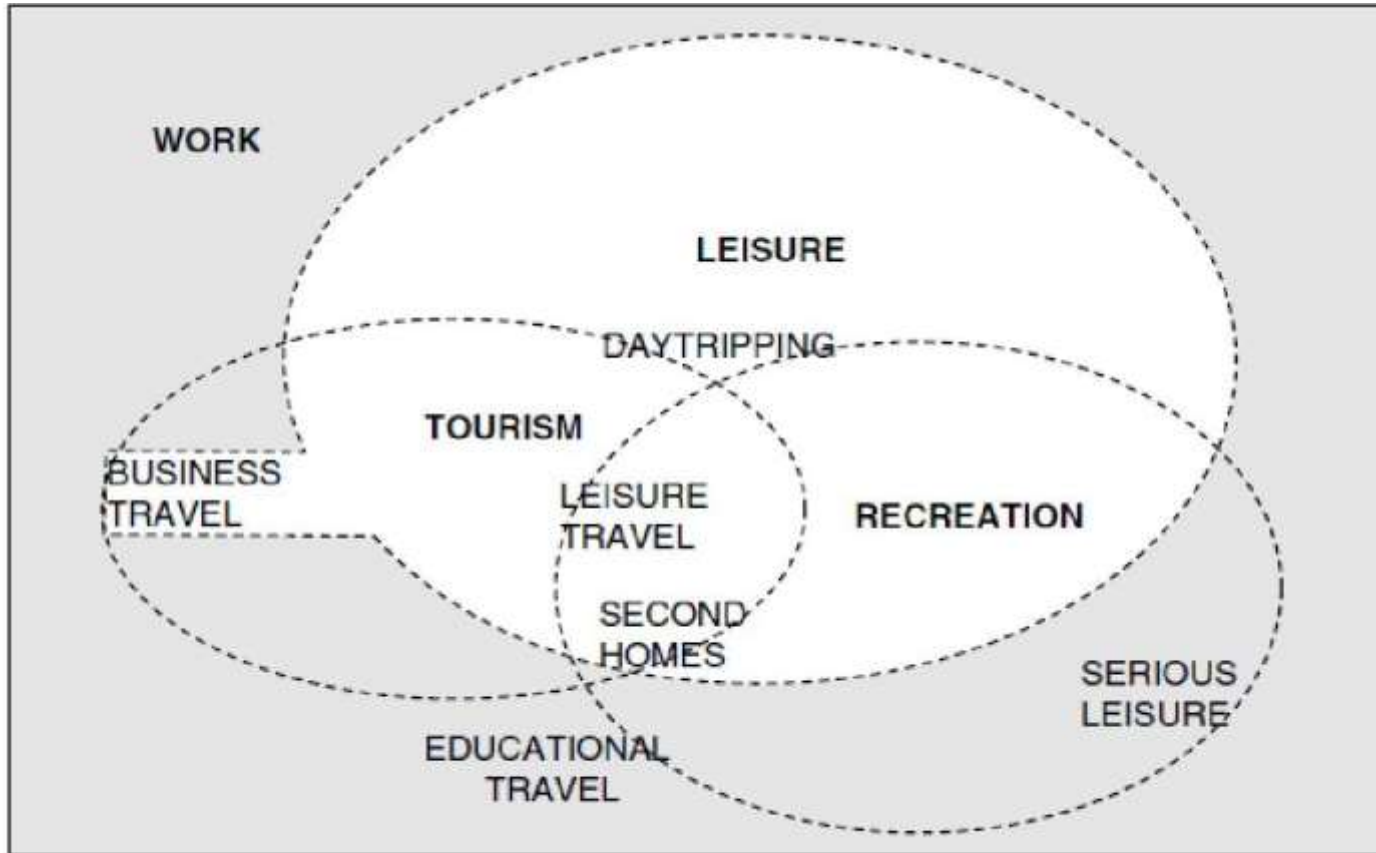 WORK
LEISURE
DAYTRIPPING
TOURISM
BUSINESS
TRAVEL
LEISURE
TRAVEL
RECREATION
SECOND
HOMES
SERIOUS
LEISURE
EDUCATIONAL
TRAVEL